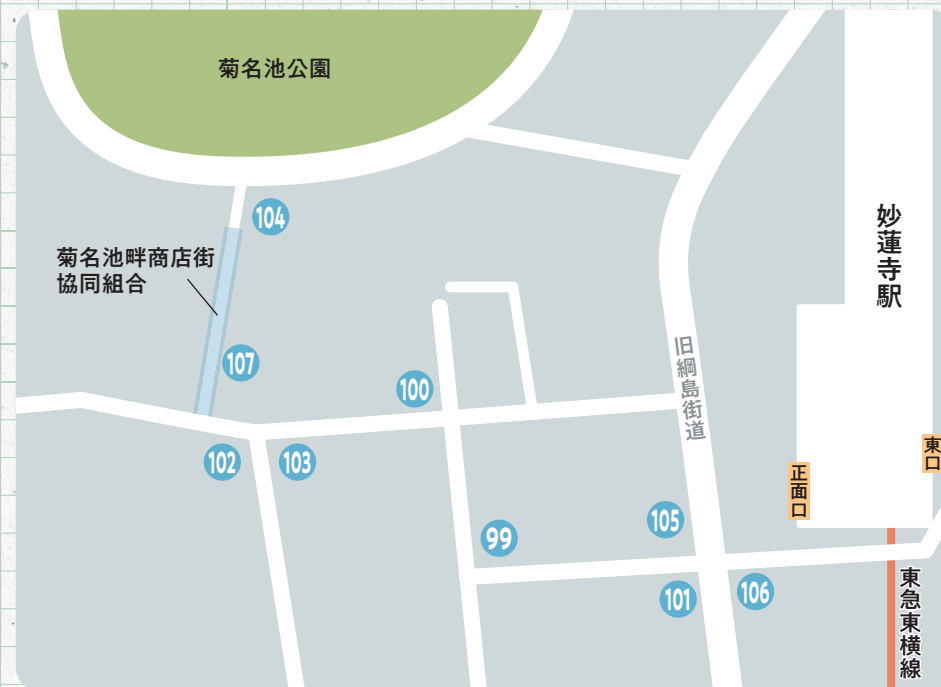 菊名池公園
妙蓮寺駅
104
菊名池畔商店街
協同組合
107
100
旧綱島街道
102
103
東口
正面口
99
105
101
106
東急東横線